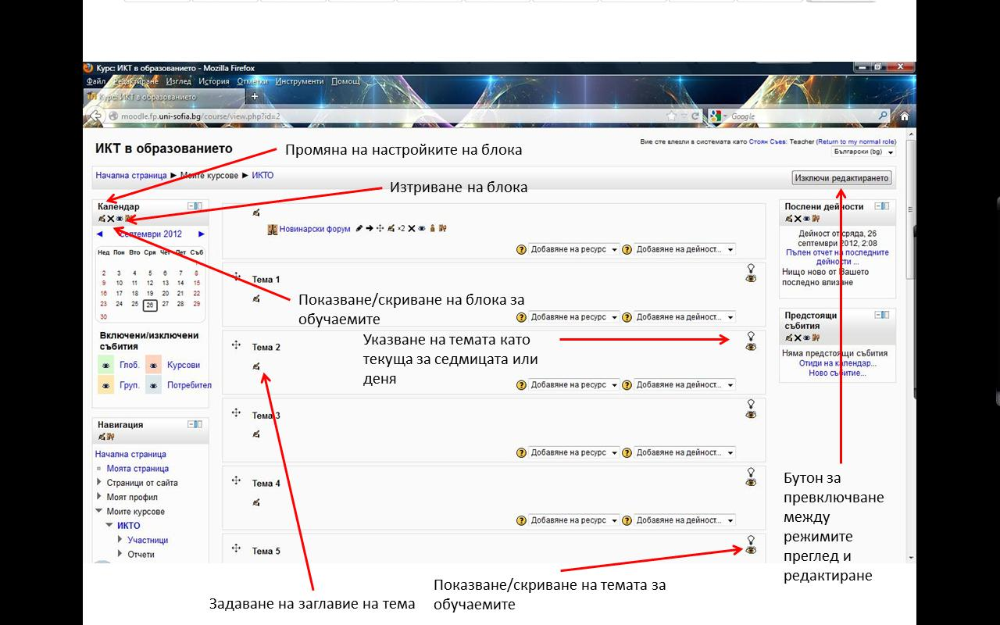 Курс: ИКТ в образованието - Mozilla Firefox
Файл Редактиране Изглед История Отметки Инструменти Помощ
Курс: ИКТ в образованието
moodle.fp.uni-sofia.bg/course/view.php?id=2
Google
ИКТ в образованието
Вие сте влезли в системата като Стоян Съев: Teacher (Return to my normal role)
Български (bg)
Промяна на настройките на блока
Начална страница ► Моите курсове ► ИКТО
Изключи редактирането
Изтриване на блока
Календар
септември 2012
Нед Пон Вто Сря Чет Пет Съб
1
2 3 4 5 6 7 8
9 10 11 12 13 14 15
16 17 18 19 20 21 22
23 24 25 26 27 28 29
30
Включени/изключени
събития
Глоб. Курсови
Груп. Потребител
Навигация
Начална страница
Моята страница
Страници от сайта
Моят профил
Моите курсове
ИКТО
Участници
Отчети
Новинарски форум ×2
Добавяне на ресурс Добавяне на дейност...
Тема 1
Показване/скриване на блока за
обучаемите
Добавяне на ресурс Добавяне на дейност...
Тема 2
Указване на темата като
текуща за седмицата или
деня
Добавяне на ресурс Добавяне на дейност...
Тема 3
Добавяне на ресурс Добавяне на дейност...
Тема 4
Добавяне на ресурс Добавяне на дейност...
Тема 5
Послени дейности
Дейност от сряда, 26
септември 2012, 2:08
Пълен отчет на последните
дейности ...
Нищо ново от Вашето
последно влизане
Предстоящи
събития
Няма предстоящи събития
Отиди на календар...
Ново събитие...
Бутон за
превключване
между
режимите
преглед и
редактиране
Показване/скриване на темата за
обучаемите
Задаване на заглавие на тема